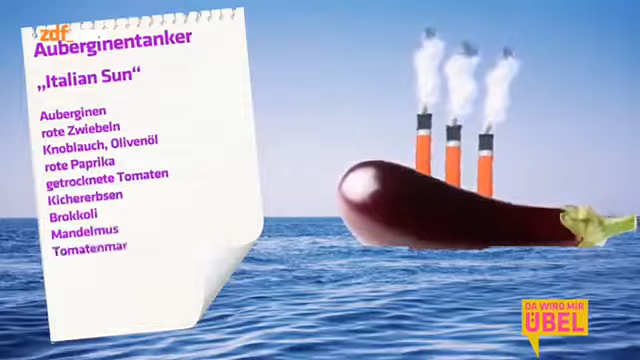 zdf
Auberginentanker
„Italian Sun“
Auberginen
rote Zwiebeln
Knoblauch, Olivenöl
rote Paprika
getrocknete Tomaten
Kichererbsen
Brokkoli
Mandelmus
Tomatenmar
DA WIRD MIR
ÜBEL